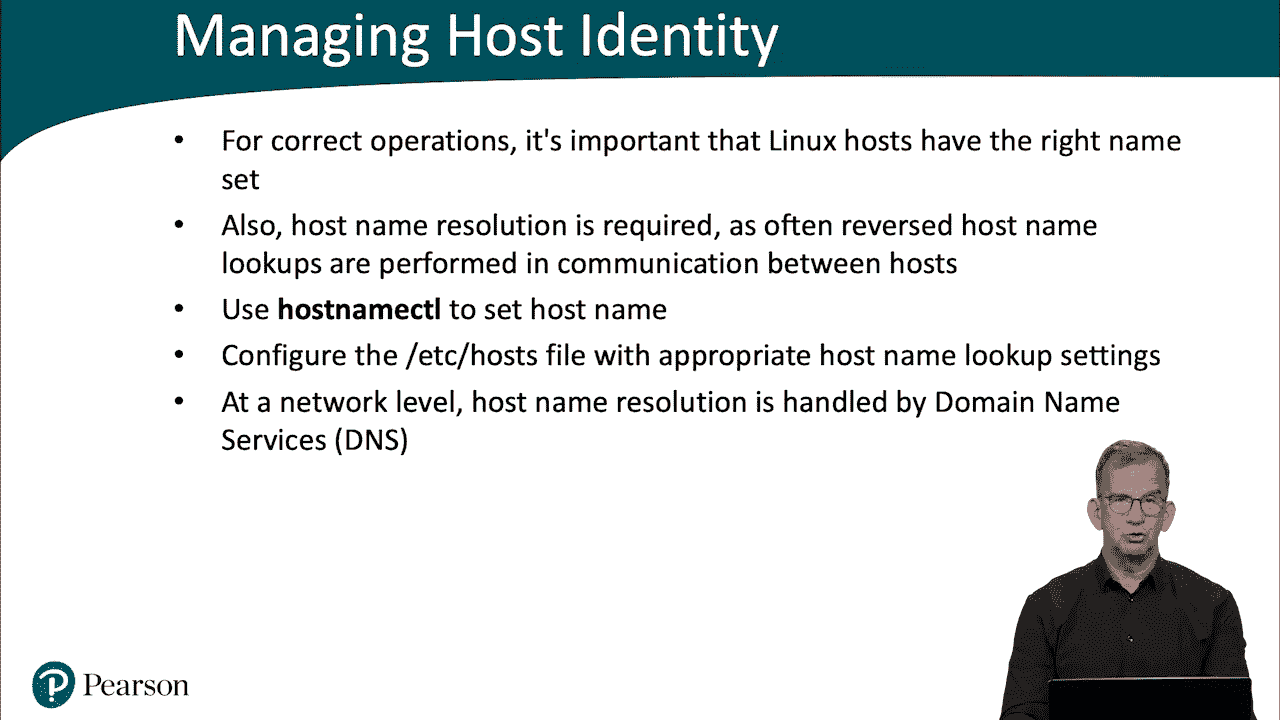 Managing Host Identity
• For correct operations, it's important that Linux hosts have the right name
set
• Also, host name resolution is required, as often reversed host name
lookups are performed in communication between hosts
• Use hostnamectl to set host name
• Configure the /etc/hosts file with appropriate host name lookup settings
• At a network level, host name resolution is handled by Domain Name
Services (DNS)
Pearson